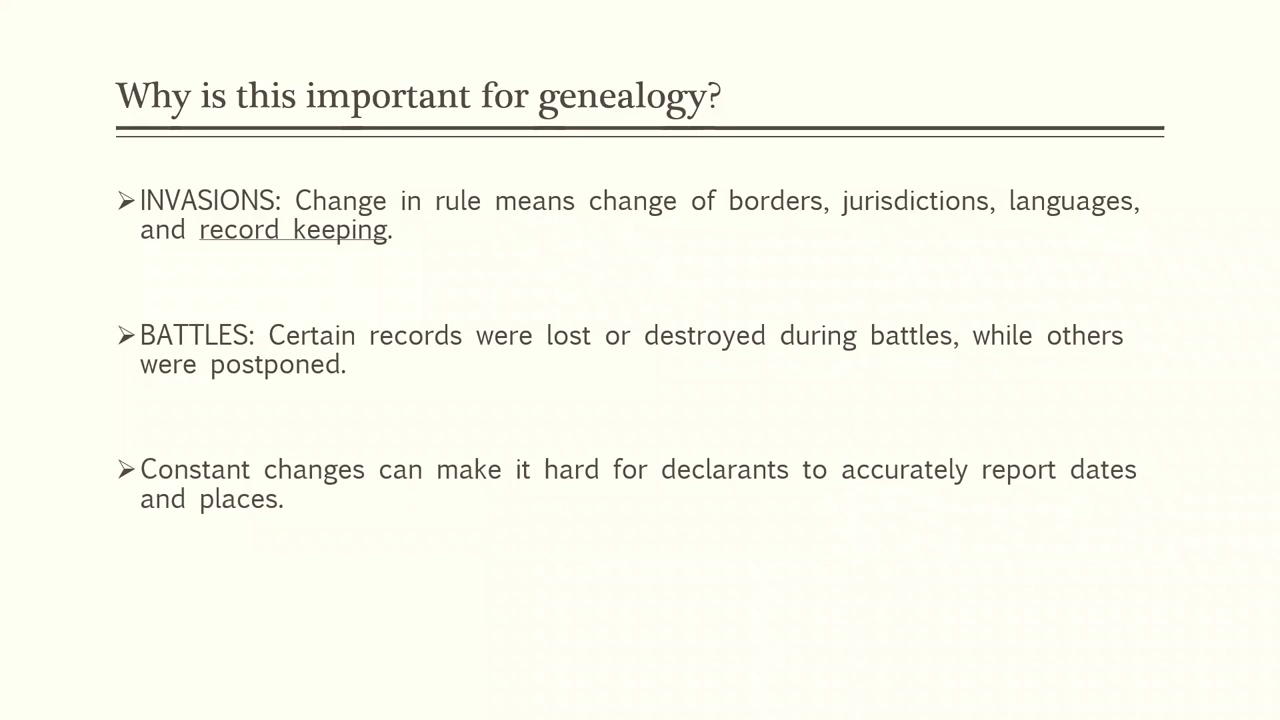 Why is this important for genealogy?
➢INVASIONS: Change in rule means change of borders, jurisdictions, languages,
and record keeping.
➢BATTLES: Certain records were lost or destroyed during battles, while others
were postponed.
➢Constant changes can make it hard for declarants to accurately report dates
and places.